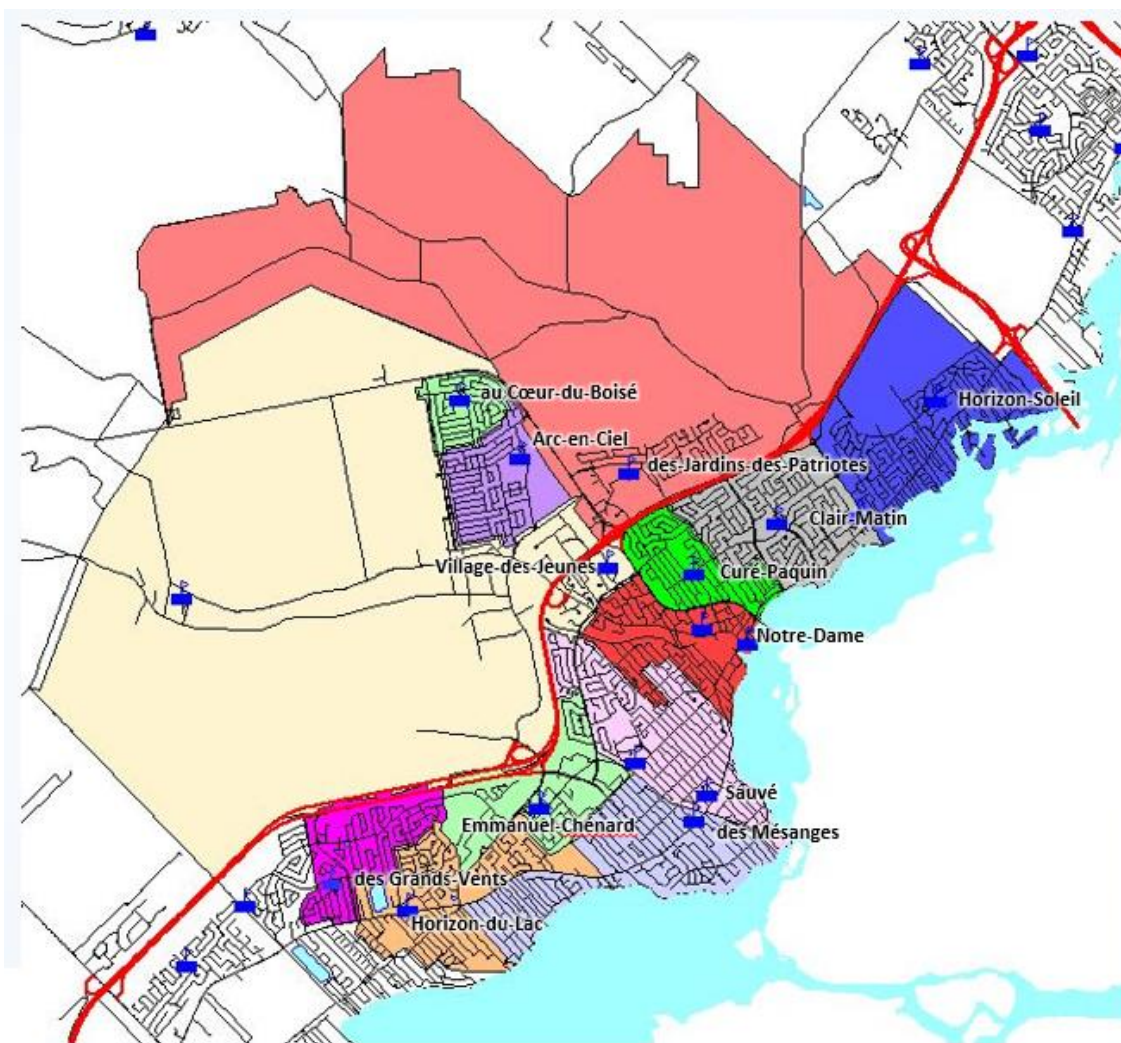 au Cœur-du-Boisé
Horizon-Soleil
Arc-en-Ciel
des-Jardins-des-Patriotes
Clair-Matin
Village-des-Jeunes
Curé-Paquin
Notre-Dame
Sauvé
Emmanuel-Chenard
des Mésanges
des Grands-Vents
Horizon-du-Lac